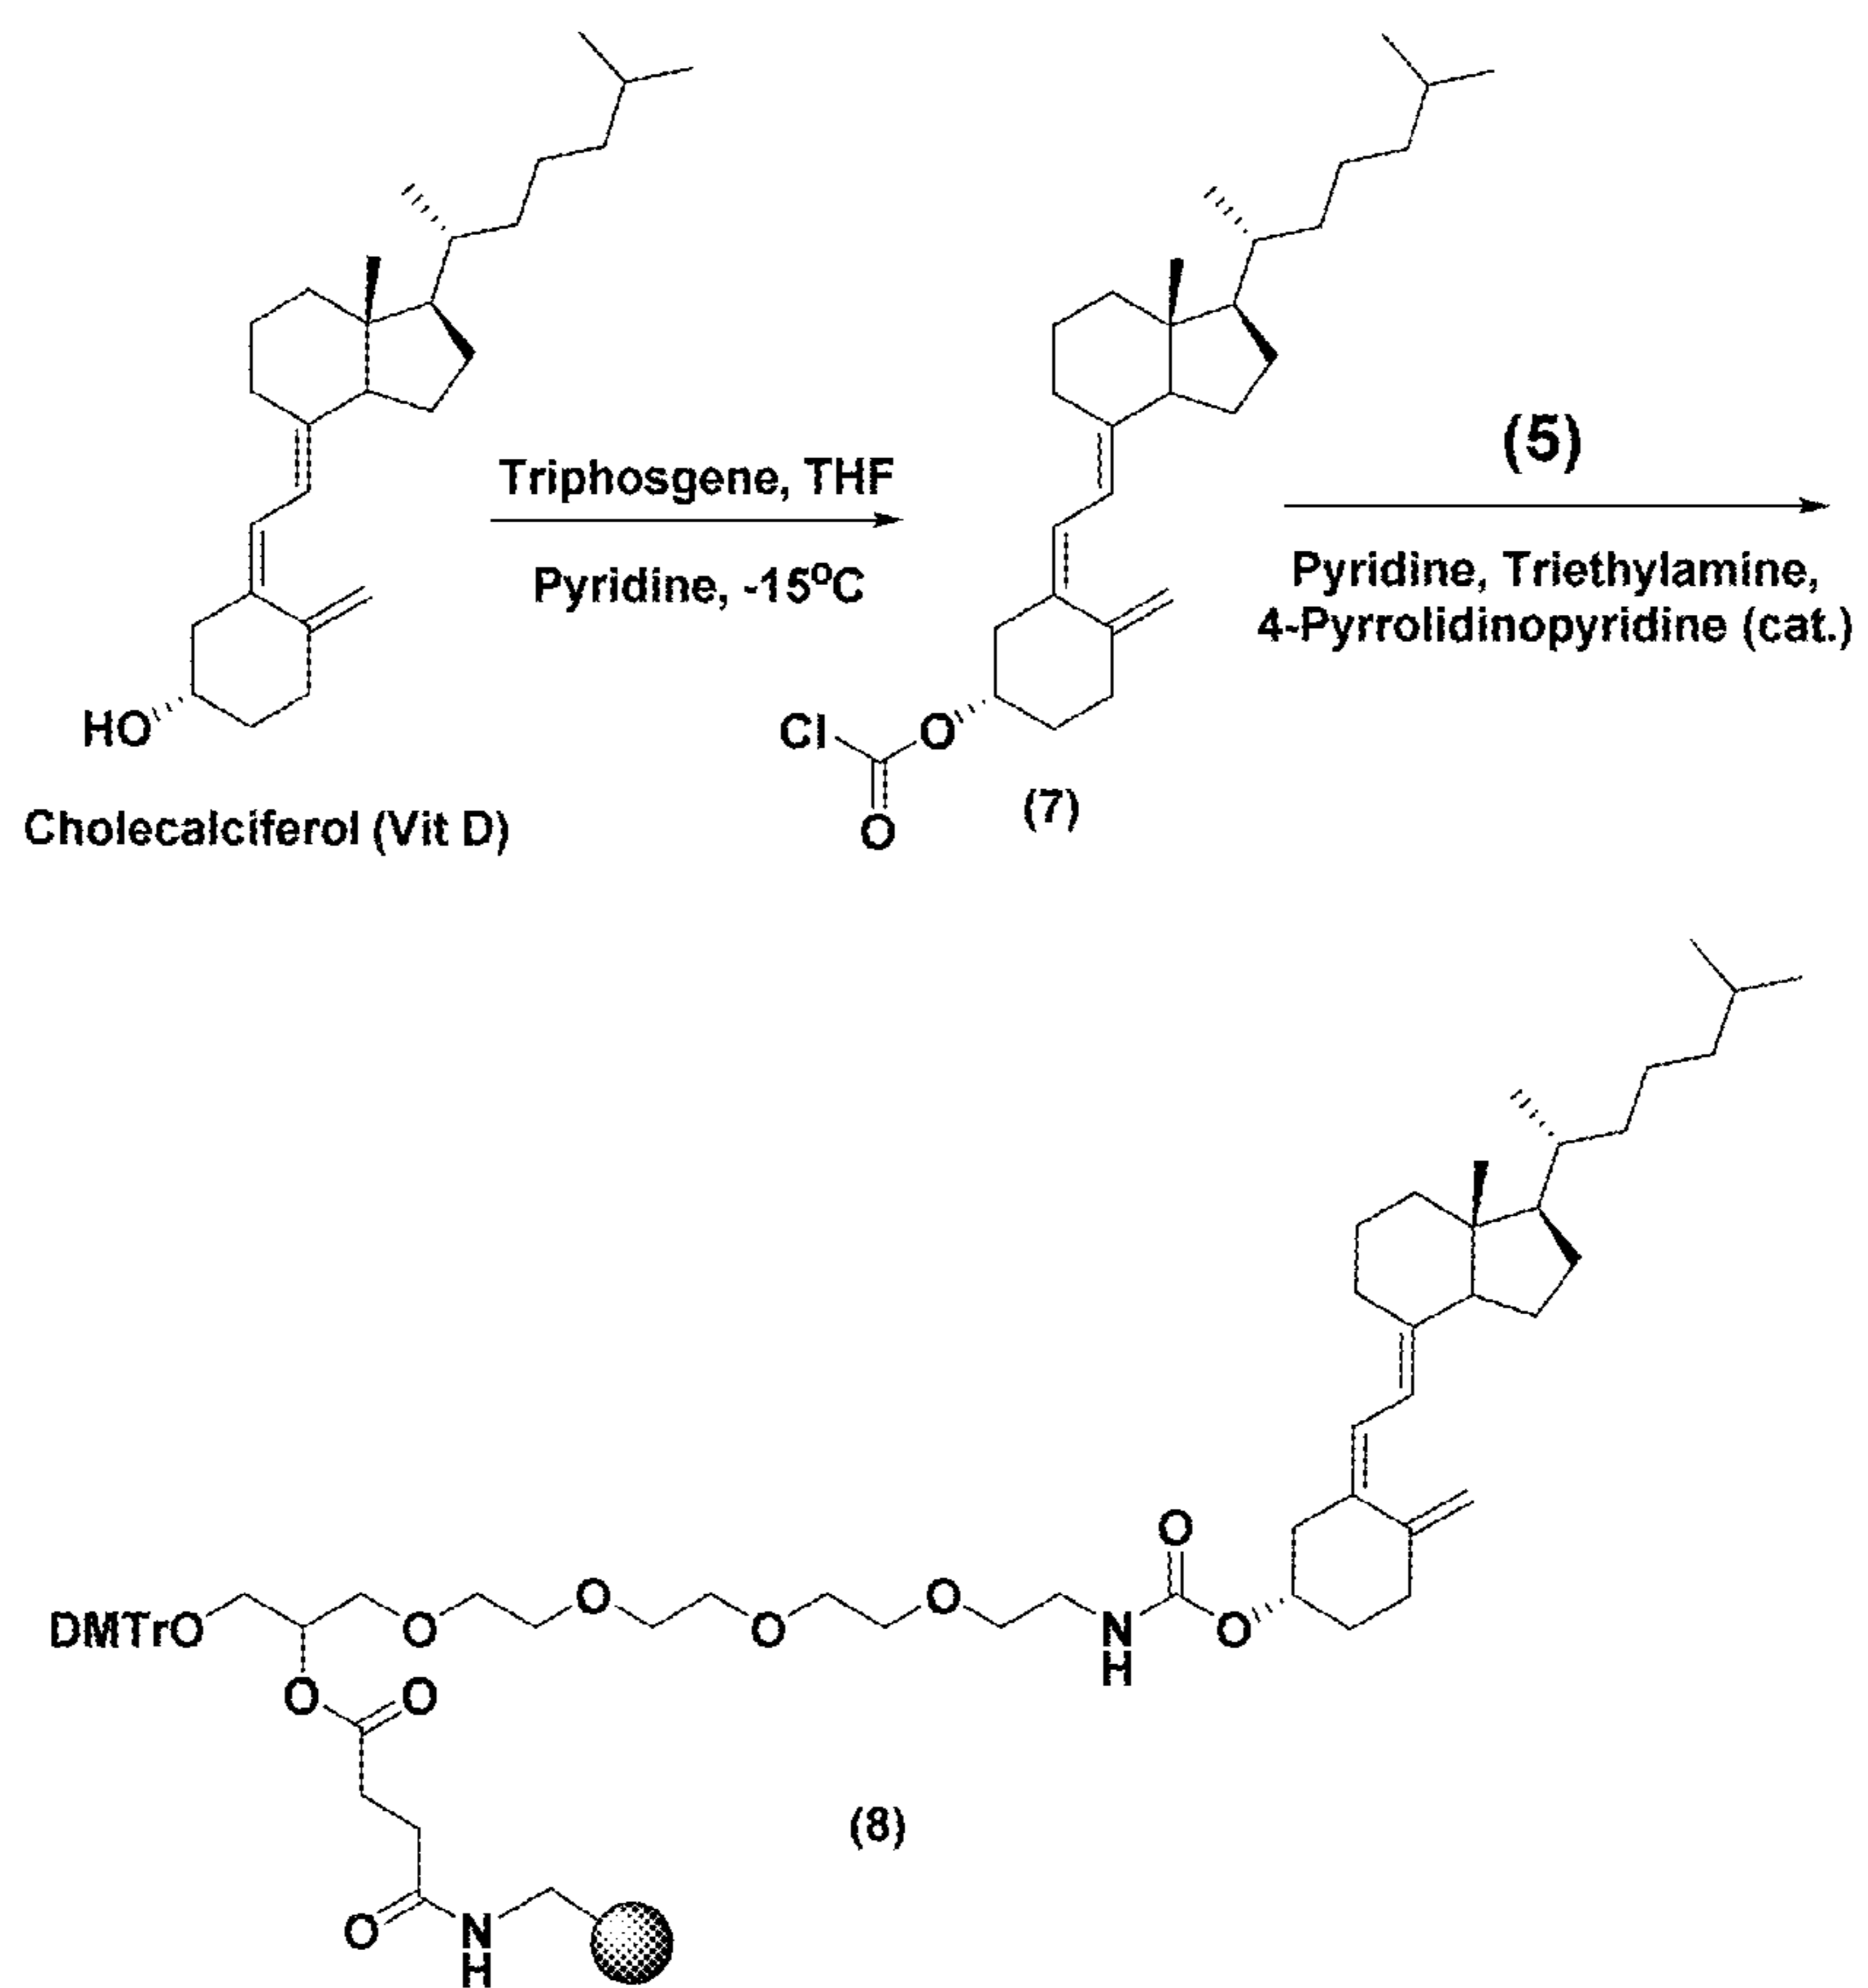 HO
Cholecalciferol (Vit D)
Triphosgene, THF
Pyridine, -15°C
Cl
O
O
(7)
(5)
Pyridine, Triethylamine,
4-Pyrrolidinopyridine (cat.)
O
DMTrO
O
O
O
O
N
H
O
O
O
(8)
O
N
H